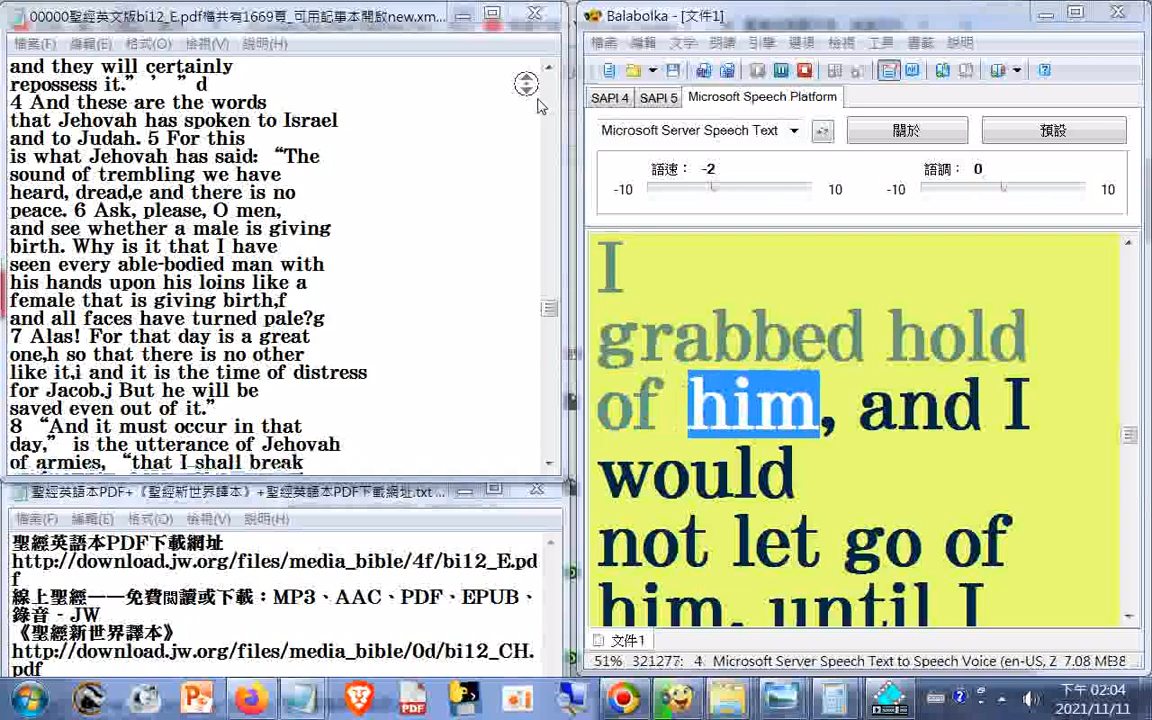 00000聖經英文版bi12_E.pdf檔共有1669頁_可用記事本開啟new.xm...
檔案(F) 編輯(E) 格式(O) 檢視(V) 說明(H)
and they will certainly
repossess it.” ’ ”d
4 And these are the words
that Jehovah has spoken to Israel
and to Judah. 5 For this
is what Jehovah has said: “The
sound of trembling we have
heard, dread,e and there is no
peace. 6 Ask, please, O men,
and see whether a male is giving
birth. Why is it that I have
seen every able-bodied man with
his hands upon his loins like a
female that is giving birth,f
and all faces have turned pale?g
7 Alas! For that day is a great
one,h so that there is no other
like it,i and it is the time of distress
for Jacob.j But he will be
saved even out of it.”
8 “And it must occur in that
day,” is the utterance of Jehovah
of armies, “that I shall break
聖經英語本PDF+《聖經新世界譯本》+聖經英語本PDF下載網址.txt ...
檔案(F) 編輯(E) 格式(O) 檢視(V) 說明(H)
聖經英語本PDF下載網址
http://download.jw.org/files/media_bible/4f/bi12_E.pd
f
線上聖經——免費閱讀或下載：MP3、AAC、PDF、EPUB、
錄音 - JW
《聖經新世界譯本》
http://download.jw.org/files/media_bible/0d/bi12_CH.
pdf
Balabolka - [文件1]
檔案 編輯 文字 朗讀 引擎 選項 檢視 工具 書籤 說明
SAPI 4 SAPI 5 Microsoft Speech Platform
Microsoft Server Speech Text 關於 預設
語速： -2 語調： 0
-10 10 -10 10
I
grabbed hold
of him, and I
would
not let go of
him, until I
文件1
51% 321277: 4 Microsoft Server Speech Text to Speech Voice (en-US, Z 7.08 MB
下午 02:04
2021/11/11